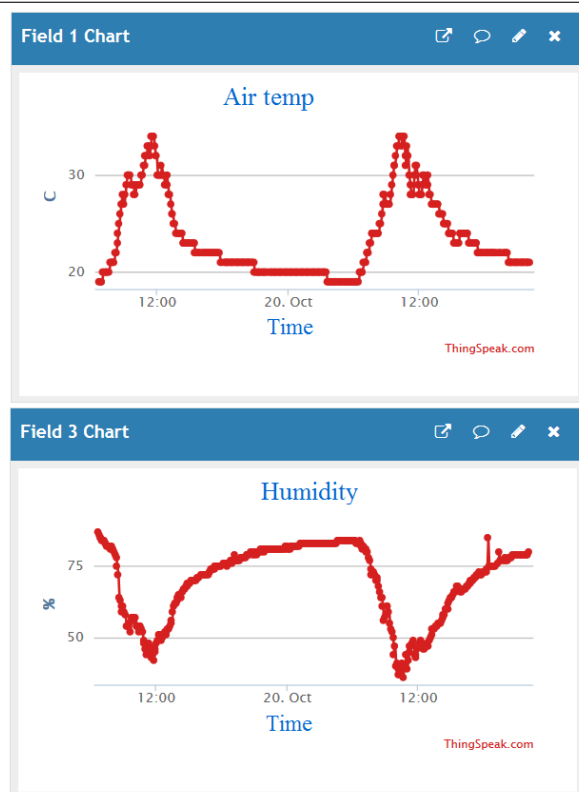 Field 1 Chart
Air temp
30
C
20
12:00 20. Oct 12:00
Time
ThingSpeak.com
Field 3 Chart
Humidity
75
%
50
12:00 20. Oct 12:00
Time
ThingSpeak.com